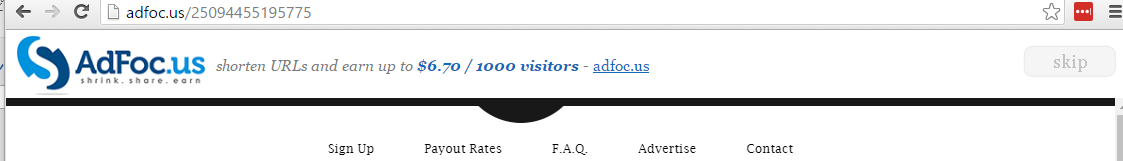 adfoc.us/25094455195775
AdFoc.us
shrink. share. earn
shorten URLs and earn up to $6.70 / 1000 visitors - adfoc.us
skip
Sign Up Payout Rates F.A.Q. Advertise Contact